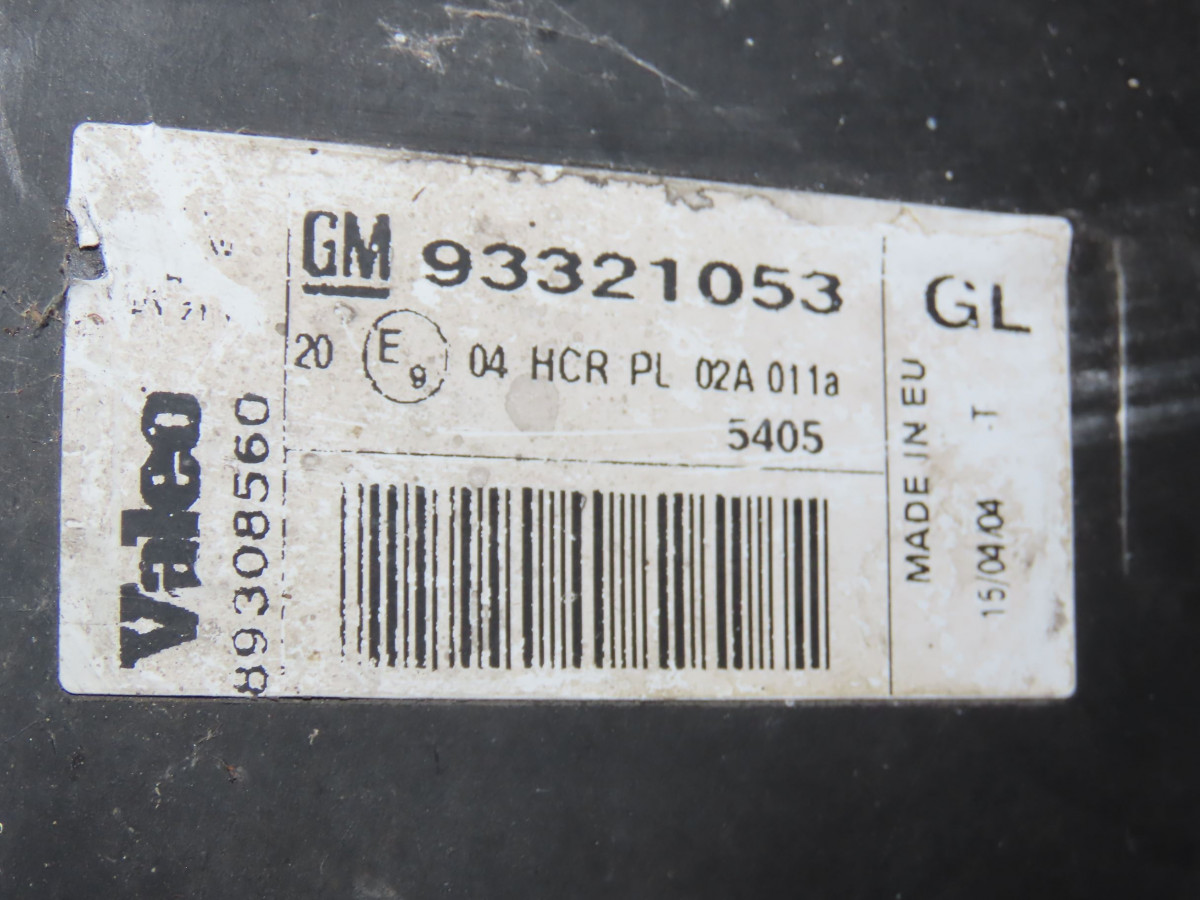 GM 93321053
20 E9 04 HCR PL 02A 011a
5405
Valeo
89308560
GL
MADE IN EU
15/04/04 T